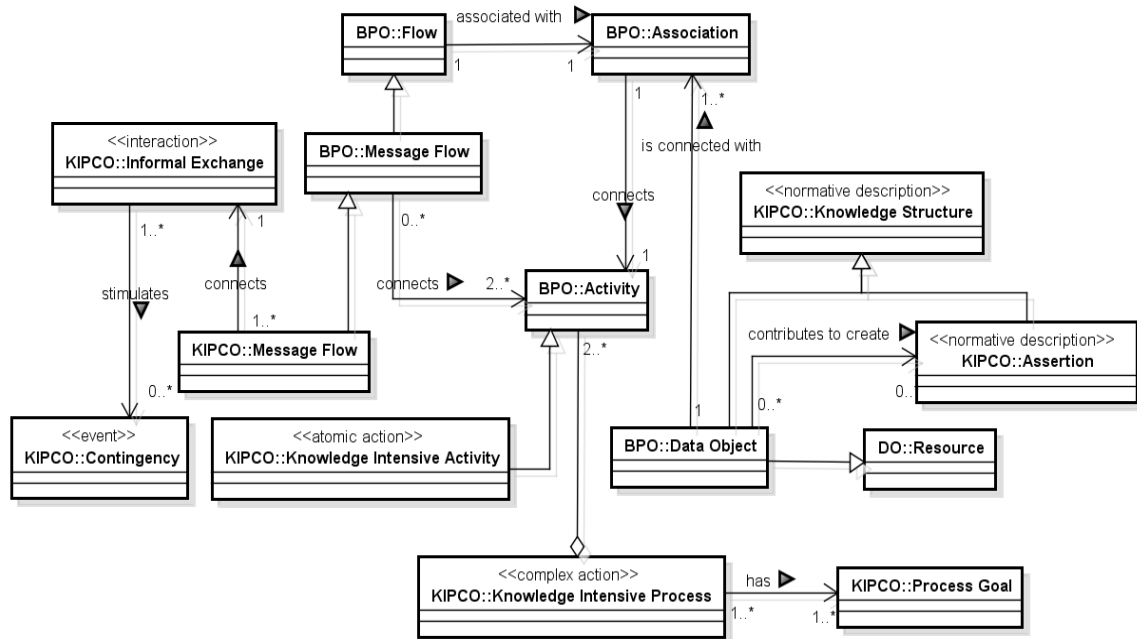 associated with
BPO::Flow
BPO::Association
1
1
1
1..*
<<interaction>>
KIPCO::Informal Exchange
BPO::Message Flow
is connected with
<<normative description>>
KIPCO::Knowledge Structure
connects
1..*
1
0..*
1
stimulates
connects
connects
2..*
BPO::Activity
1..*
contributes to create
KIPCO::Message Flow
2..*
<<normative description>>
KIPCO::Assertion
0..*
0..*
0..
1
<<event>>
KIPCO::Contingency
<<atomic action>>
KIPCO::Knowledge Intensive Activity
BPO::Data Object
DO::Resource
<<complex action>>
KIPCO::Knowledge Intensive Process
has
KIPCO::Process Goal
1..*
1..*